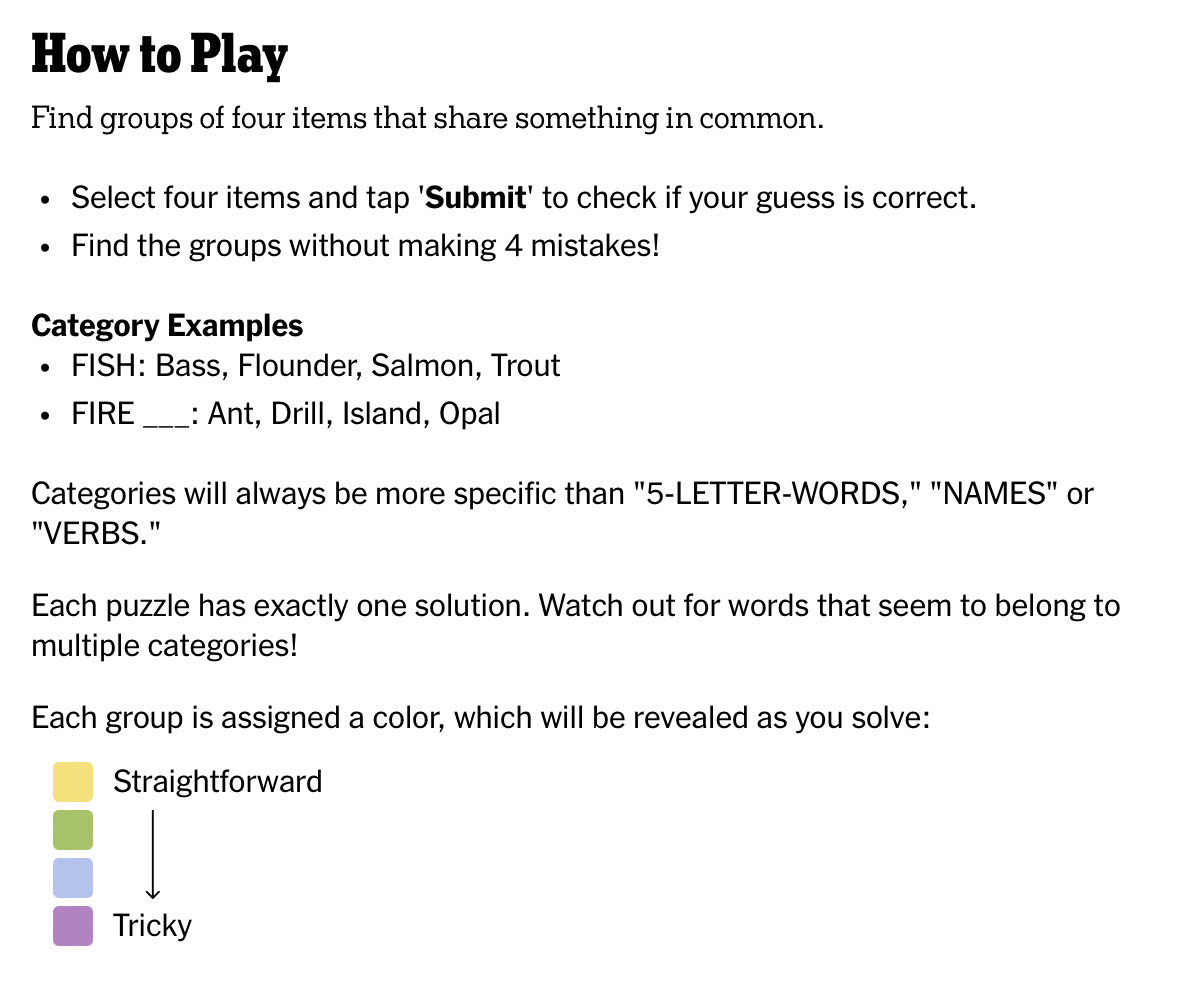 How to Play
Find groups of four items that share something in common.
• Select four items and tap 'Submit' to check if your guess is correct.
• Find the groups without making 4 mistakes!
Category Examples
• FISH: Bass, Flounder, Salmon, Trout
• FIRE ___: Ant, Drill, Island, Opal
Categories will always be more specific than "5-LETTER-WORDS," "NAMES" or
"VERBS."
Each puzzle has exactly one solution. Watch out for words that seem to belong to
multiple categories!
Each group is assigned a color, which will be revealed as you solve:
Straightforward
Tricky